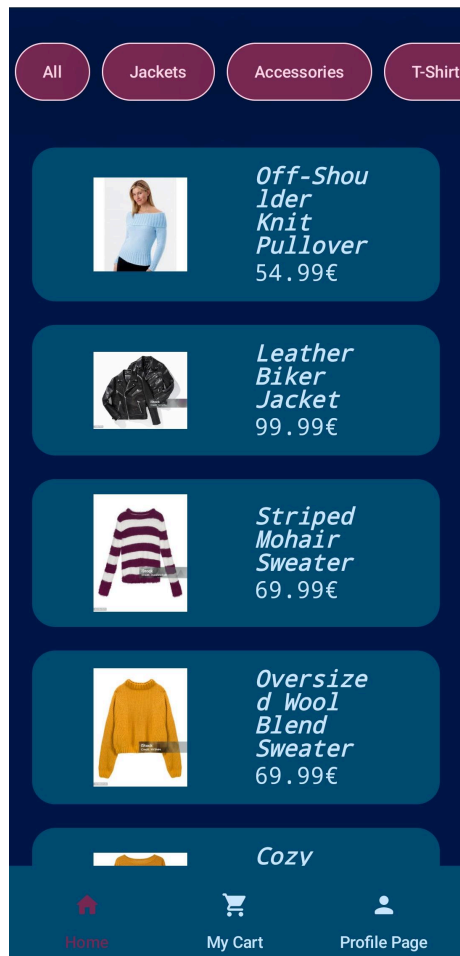 All
Jackets
Accessories
T-Shirt
Off-Shou
lder
Knit
Pullover
54.99€
Leather
Biker
Jacket
99.99€
Striped
Mohair
Sweater
69.99€
Oversize
d Wool
Blend
Sweater
69.99€
Cozy
Home
My Cart
Profile Page